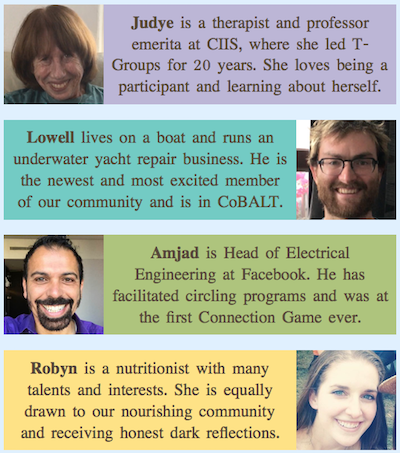 Judye is a therapist and professor
emerita at CIIS, where she led T-
Groups for 20 years. She loves being a
participant and learning about herself.
Lowell lives on a boat and runs an
underwater yacht repair business. He is
the newest and most excited member
of our community and is in CoBALT.
Amjad is Head of Electrical
Engineering at Facebook. He has
facilitated circling programs and was at
the first Connection Game ever.
Robyn is a nutritionist with many
talents and interests. She is equally
drawn to our nourishing community
and receiving honest dark reflections.